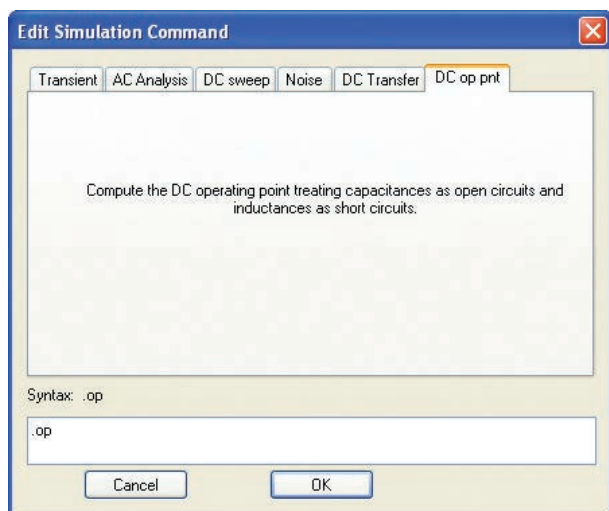 Edit Simulation Command
Transient AC Analysis DC sweep Noise DC Transfer DC op pnt
Compute the DC operating point treating capacitances as open circuits and
inductances as short circuits.
Syntax: .op
.op
Cancel OK